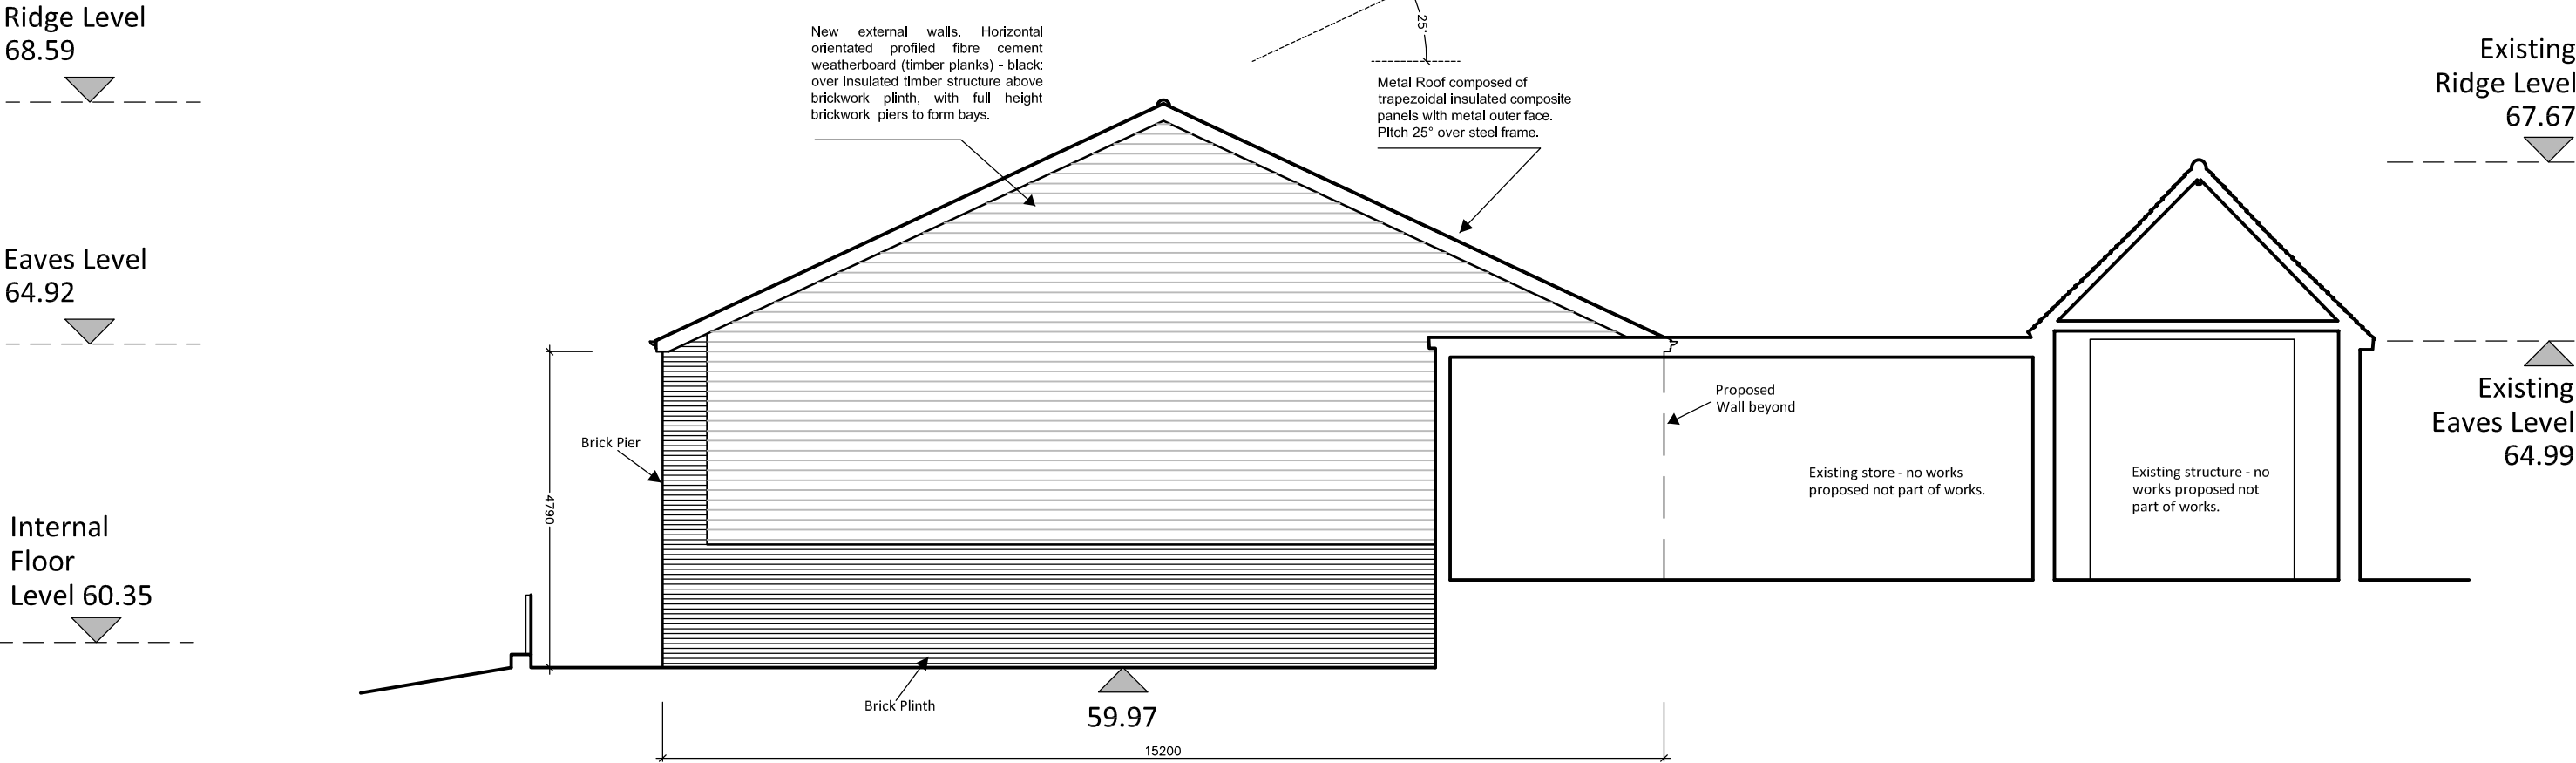 Ridge Level
68.59
New external walls. Horizontal
orientated profiled fibre cement
weatherboard (timber planks) - black:
over insulated timber structure above
brickwork plinth, with full height
brickwork piers to form bays.
25°
Metal Roof composed of
trapezoidal insulated composite
panels with metal outer face.
Pitch 25° over steel frame.
Existing
Ridge Level
67.67
Eaves Level
64.92
Existing
Eaves Level
64.99
Proposed
Wall beyond
Brick Pier
4790
Existing store - no works
proposed not part of works.
Existing structure - no
works proposed not
part of works.
Internal
Floor
Level 60.35
Brick Plinth
59.97
15200